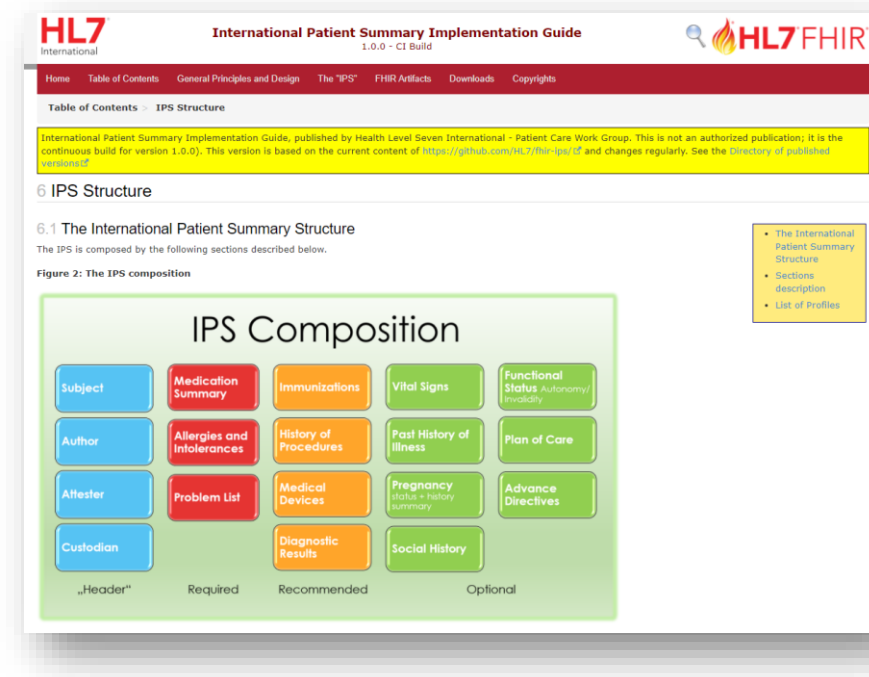 HL7
International
International Patient Summary Implementation Guide
1.0.0 - CI Build
HL7 FHIR
Home Table of Contents General Principles and Design The "IPS" FHIR Artifacts Downloads Copyrights
Table of Contents > IPS Structure
International Patient Summary Implementation Guide, published by Health Level Seven International - Patient Care Work Group. This is not an authorized publication; it is the
continuous build for version 1.0.0). This version is based on the current content of https://github.com/HL7/fhir-ips/ and changes regularly. See the Directory of published
versions
6 IPS Structure
6.1 The International Patient Summary Structure
The IPS is composed by the following sections described below.
Figure 2: The IPS composition
• The International
Patient Summary
Structure
• Sections
description
• List of Profiles
IPS Composition
Subject
Author
Attester
Custodian
„Header“
Medication
Summary
Allergies and
Intolerances
Problem List
Required
Immunizations
History of
Procedures
Medical
Devices
Diagnostic
Results
Recommended
Vital Signs
Past History of
Illness
Pregnancy
status + history
summary
Social History
Functional
Status Autonomy/
Invalidity
Plan of Care
Advance
Directives
Optional